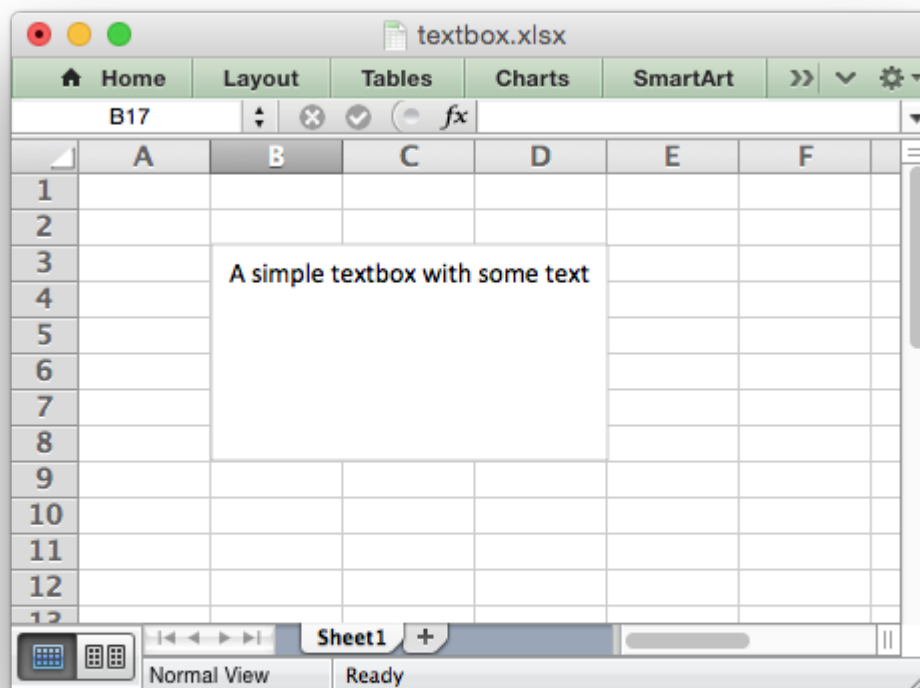 textbox.xlsx
Home Layout Tables Charts SmartArt
B17 fx
A B C D E F
1
2
3
A simple textbox with some text
4
5
6
7
8
9
10
11
12
13
Sheet1 +
Normal View Ready